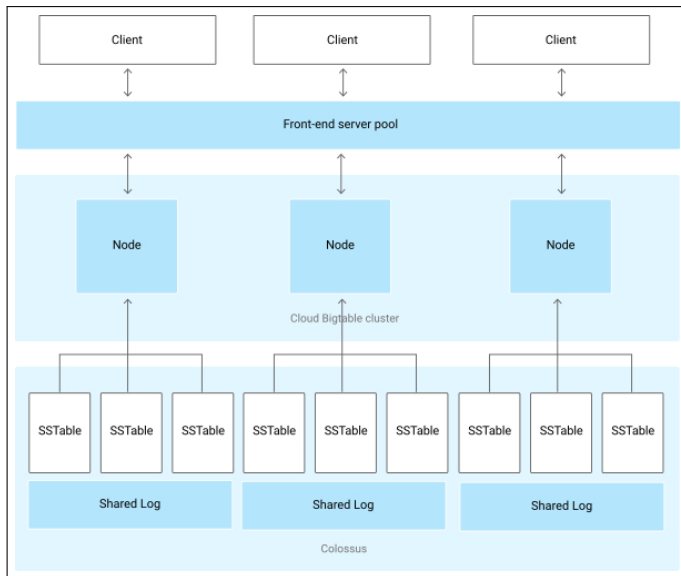 Client
Client
Client
Front-end server pool
Node
Node
Node
Cloud Bigtable cluster
SSTable
SSTable
SSTable
SSTable
SSTable
SSTable
SSTable
SSTable
SSTable
Shared Log
Shared Log
Shared Log
Colossus